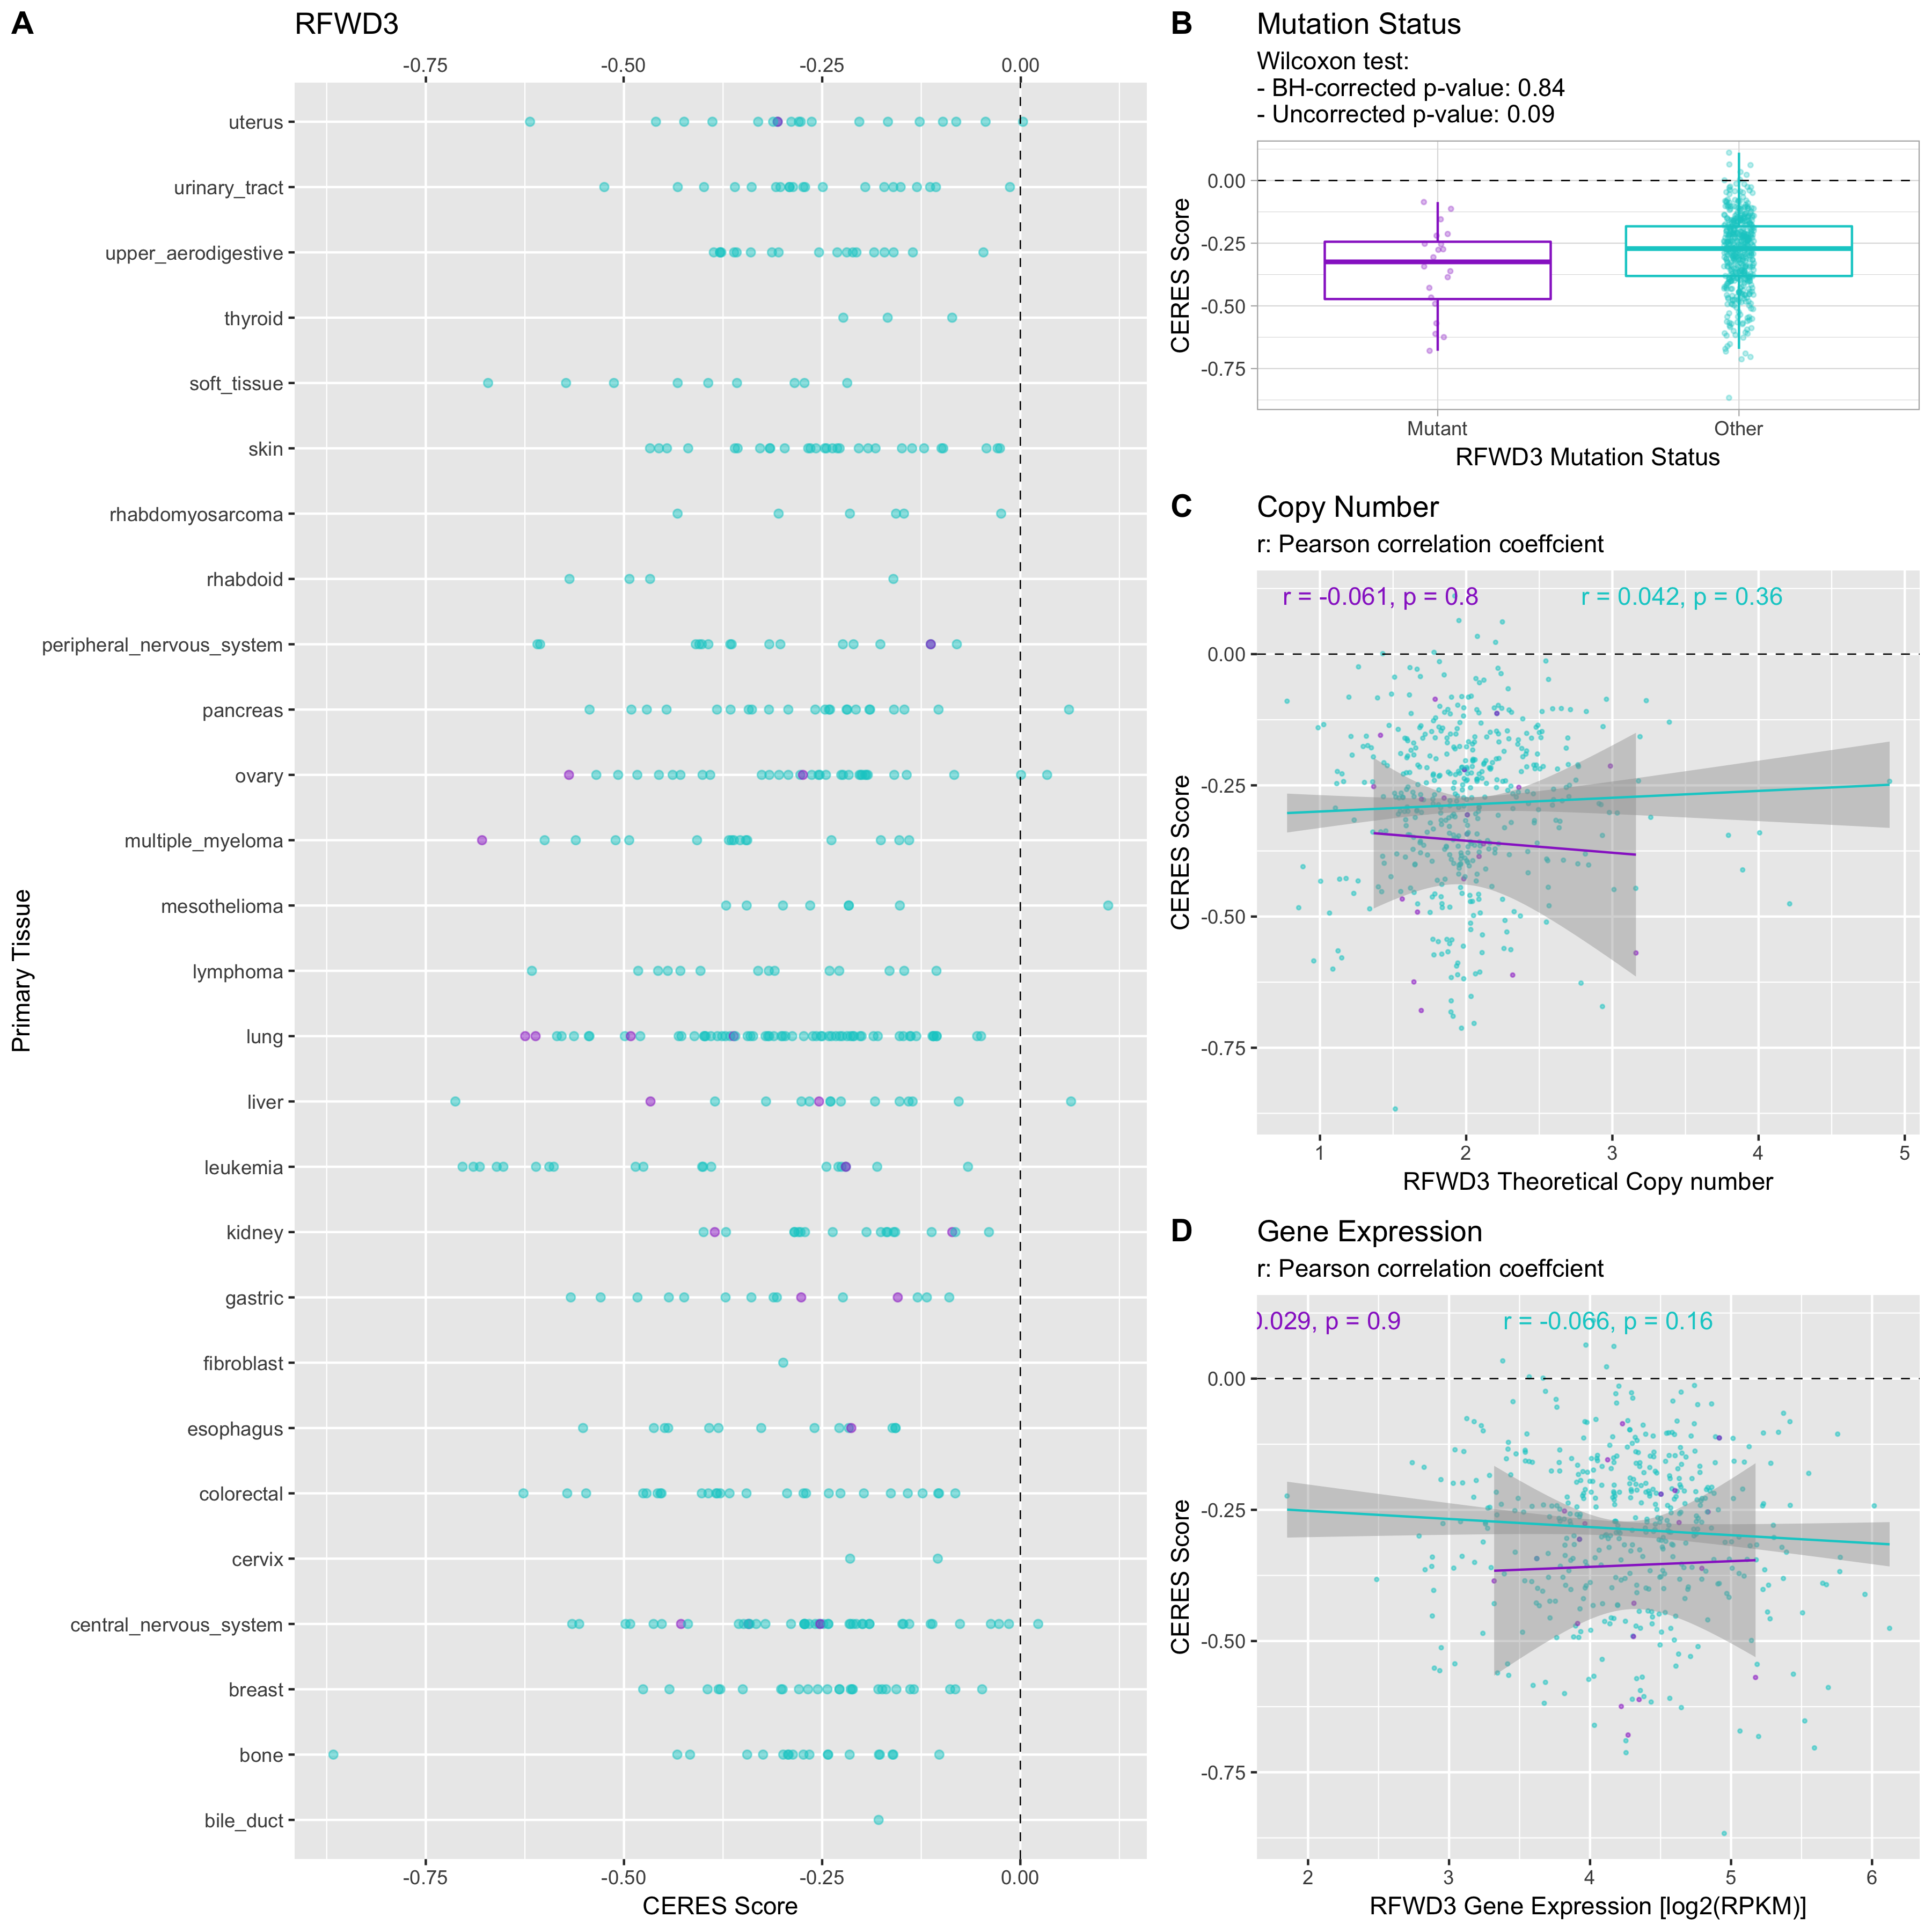 A
RFWD3
-0.75 -0.50 -0.25 0.00
uterus
urinary_tract
upper_aerodigestive
thyroid
soft_tissue
skin
rhabdomyosarcoma
rhabdoid
peripheral_nervous_system
pancreas
ovary
multiple_myeloma
mesothelioma
lymphoma
lung
liver
leukemia
kidney
gastric
fibroblast
esophagus
colorectal
cervix
central_nervous_system
breast
bone
bile_duct
Primary Tissue
-0.75 -0.50 -0.25 0.00
CERES Score
B
Mutation Status
Wilcoxon test:
- BH-corrected p-value: 0.84
- Uncorrected p-value: 0.09
0.00
-0.25
-0.50
-0.75
CERES Score
Mutant Other
RFWD3 Mutation Status
C
Copy Number
r: Pearson correlation coeffcient
r = -0.061, p = 0.8 r = 0.042, p = 0.36
0.00
-0.25
-0.50
-0.75
CERES Score
1 2 3 4 5
RFWD3 Theoretical Copy number
D
Gene Expression
r: Pearson correlation coeffcient
0.029, p = 0.9 r = -0.066, p = 0.16
0.00
-0.25
-0.50
-0.75
CERES Score
2 3 4 5 6
RFWD3 Gene Expression [log2(RPKM)]